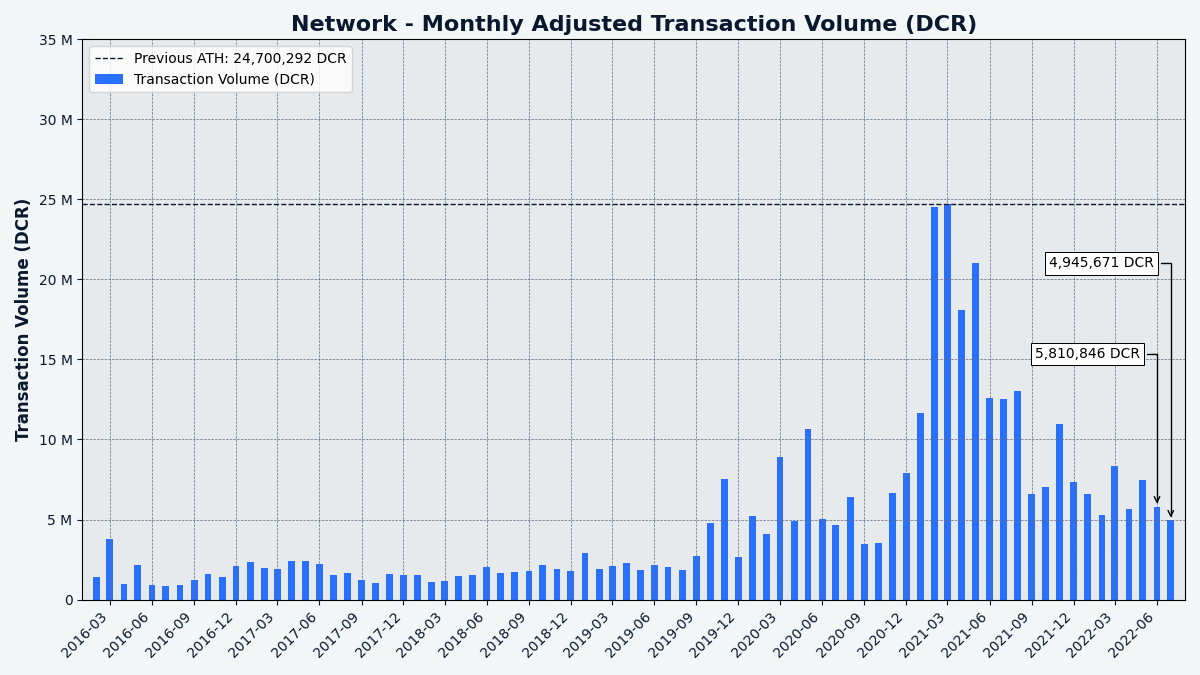 Network - Monthly Adjusted Transaction Volume (DCR)
Previous ATH: 24,700,292 DCR
Transaction Volume (DCR)
Transaction Volume (DCR)
35 M
30 M
25 M
20 M
15 M
10 M
5 M
0
4,945,671 DCR
5,810,846 DCR
2016-03
2016-06
2016-09
2016-12
2017-03
2017-06
2017-09
2017-12
2018-03
2018-06
2018-09
2018-12
2019-03
2019-06
2019-09
2019-12
2020-03
2020-06
2020-09
2020-12
2021-03
2021-06
2021-09
2021-12
2022-03
2022-06